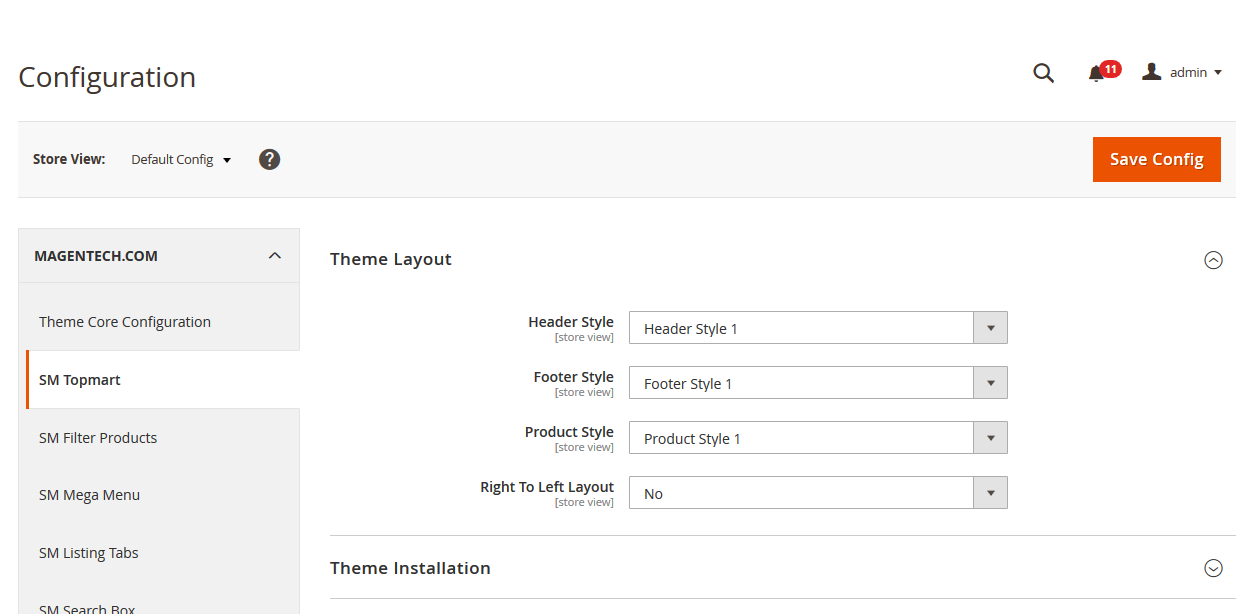 Configuration
11
admin
Store View:
Default Config
?
Save Config
MAGENTECH.COM
Theme Core Configuration
SM Topmart
SM Filter Products
SM Mega Menu
SM Listing Tabs
SM Search Box
Theme Layout
Header Style
[store view]
Header Style 1
Footer Style
[store view]
Footer Style 1
Product Style
[store view]
Product Style 1
Right To Left Layout
[store view]
No
Theme Installation